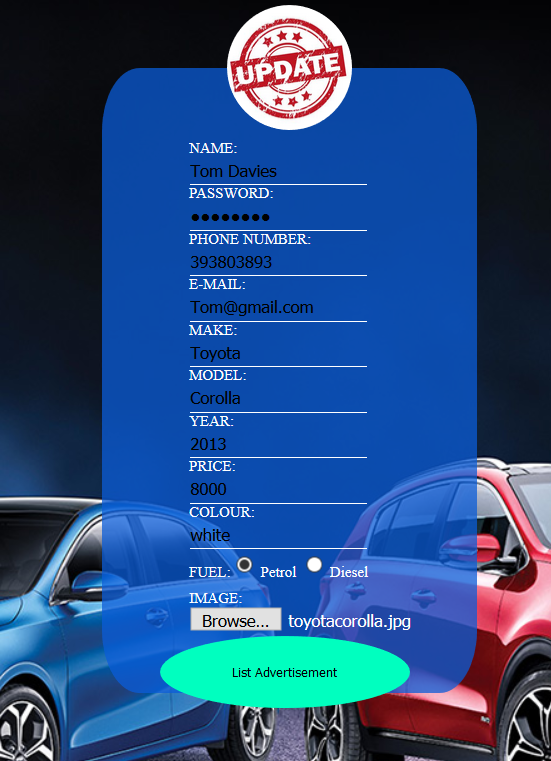 UPDATE
NAME:
Tom Davies
PASSWORD:
●●●●●●●●
PHONE NUMBER:
393803893
E-MAIL:
Tom@gmail.com
MAKE:
Toyota
MODEL:
Corolla
YEAR:
2013
PRICE:
8000
COLOUR:
white
FUEL: Petrol Diesel
IMAGE:
Browse... toyotacorolla.jpg
List Advertisement